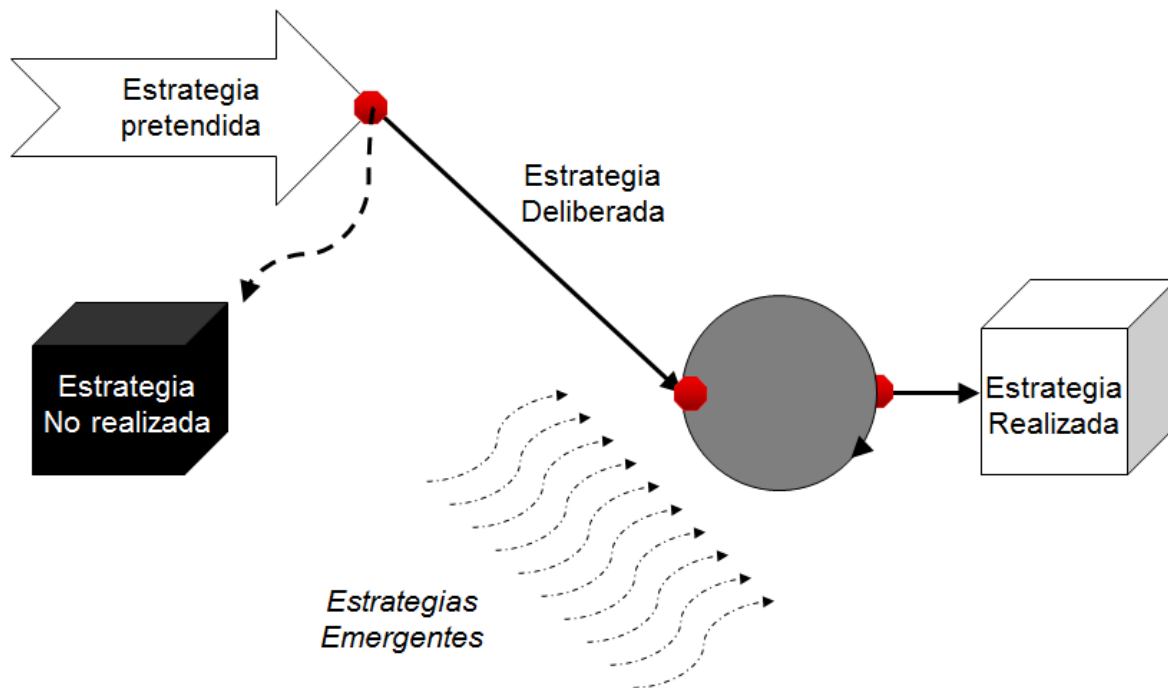 Estrategia
pretendida
Estrategia
Deliberada
Estrategia
No realizada
Estrategia
Realizada
Estrategias
Emergentes